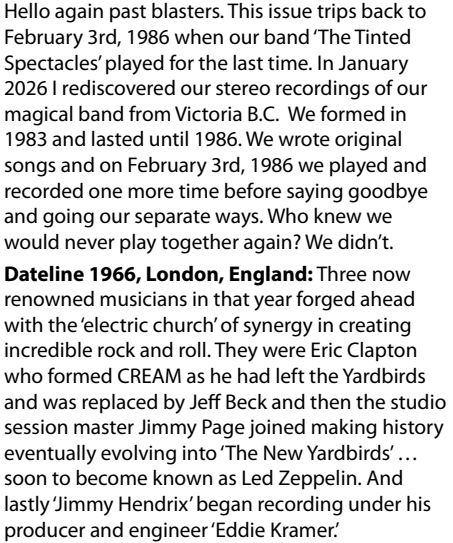 Hello again past blasters. This issue trips back to
February 3rd, 1986 when our band ‘The Tinted
Spectacles’ played for the last time. In January
2026 I rediscovered our stereo recordings of our
magical band from Victoria B.C.  We formed in
1983 and lasted until 1986. We wrote original
songs and on February 3rd, 1986 we played and
recorded one more time before saying goodbye
and going our separate ways. Who knew we
would never play together again? We didn’t.
Dateline 1966, London, England: Three now
renowned musicians in that year forged ahead
with the ‘electric church’ of synergy in creating
incredible rock and roll. They were Eric Clapton
who formed CREAM as he had left the Yardbirds
and was replaced by Jeff Beck and then the studio
session master Jimmy Page joined making history
eventually evolving into ‘The New Yardbirds’ …
soon to become known as Led Zeppelin. And
lastly ‘Jimmy Hendrix’ began recording under his
producer and engineer ‘Eddie Kramer.’